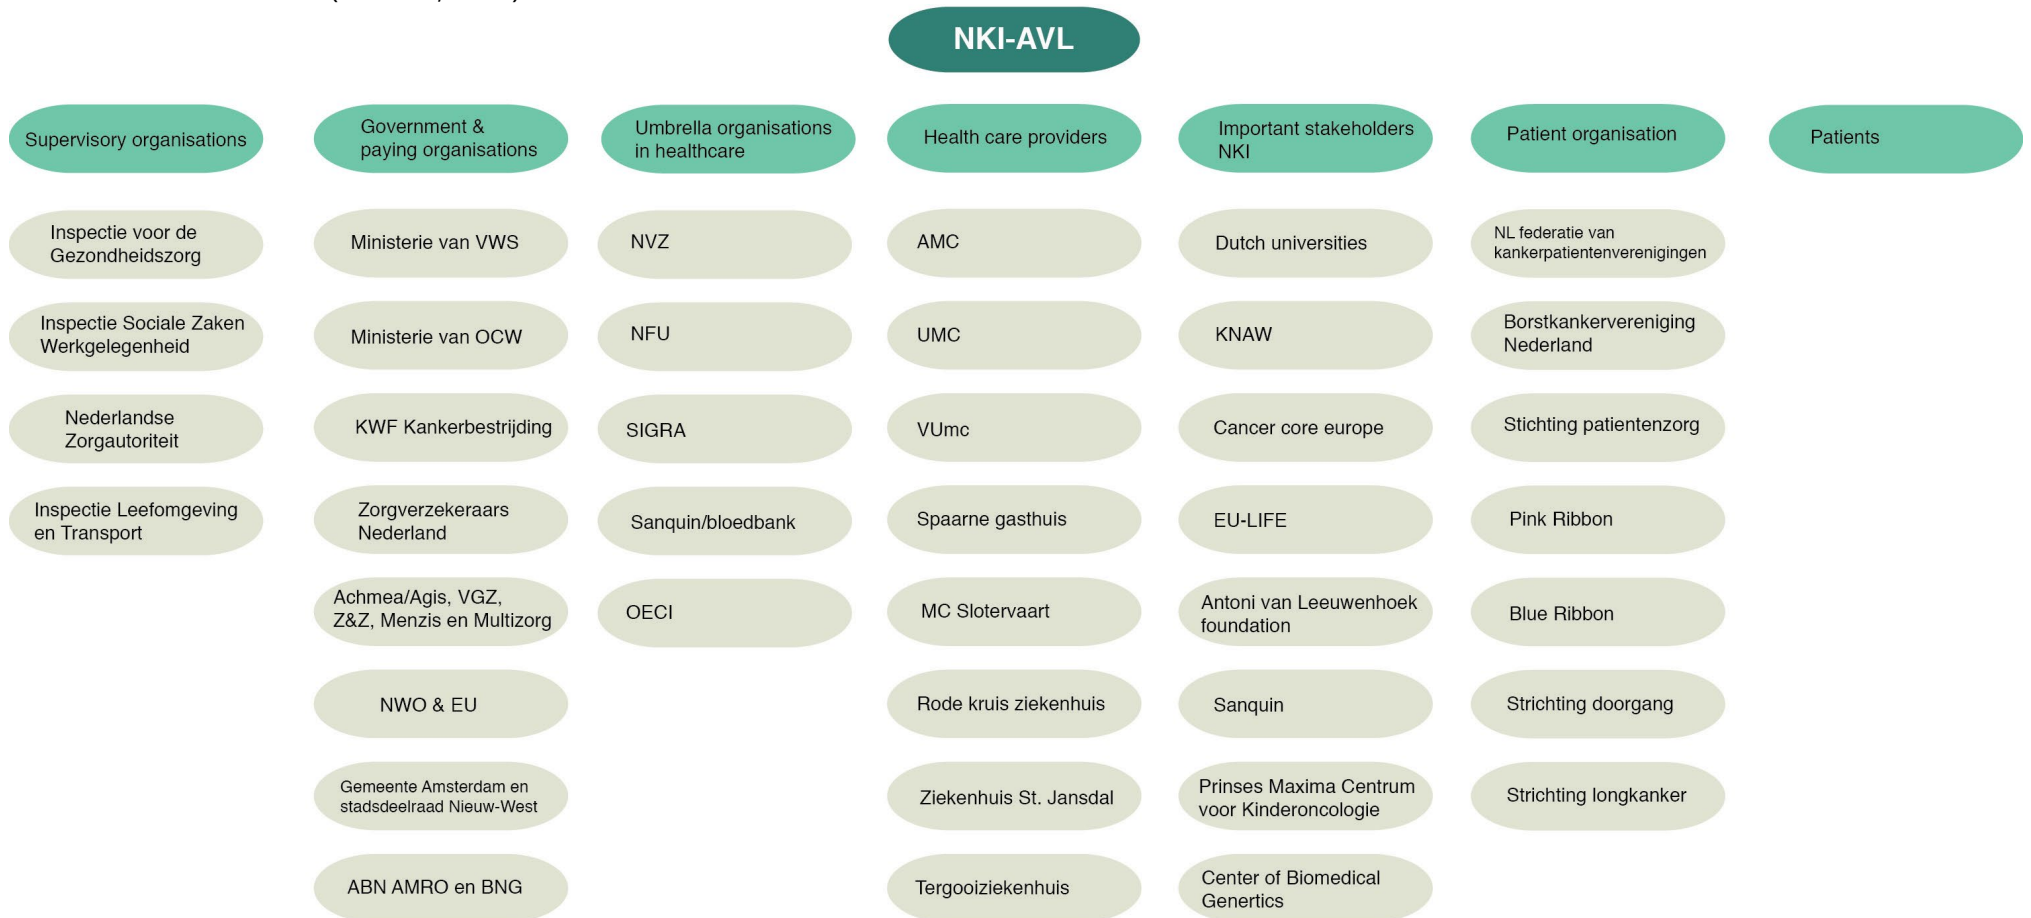 NKI-AVL
Supervisory organisations
Inspectie voor de
Gezondheidszorg
Inspectie Sociale Zaken
Werkgelegenheid
Nederlandse
Zorgautoriteit
Inspectie Leefomgeving
en Transport
Government &
paying organisations
Ministerie van VWS
Ministerie van OCW
KWF Kankerbestrijding
Zorgverzekeraars
Nederland
Achmea/Agis, VGZ,
Z&Z, Menzis en Multizorg
NWO & EU
Gemeente Amsterdam en
stadsdeelraad Nieuw-West
ABN AMRO en BNG
Umbrella organisations
in healthcare
NVZ
NFU
SIGRA
Sanquin/bloedbank
OECI
Health care providers
AMC
UMC
VUmc
Spaarne gasthuis
MC Slotervaart
Rode kruis ziekenhuis
Ziekenhuis St. Jansdal
Tergooiziekenhuis
Important stakeholders
NKI
Dutch universities
KNAW
Cancer core europe
EU-LIFE
Antoni van Leeuwenhoek
foundation
Sanquin
Prinses Maxima Centrum
voor Kinderoncologie
Center of Biomedical
Genertics
Patient organisation
NL federatie van
kankerpatientenverenigingen
Borstkankervereniging
Nederland
Stichting patientenzorg
Pink Ribbon
Blue Ribbon
Strichting doorgang
Strichting longkanker
Patients